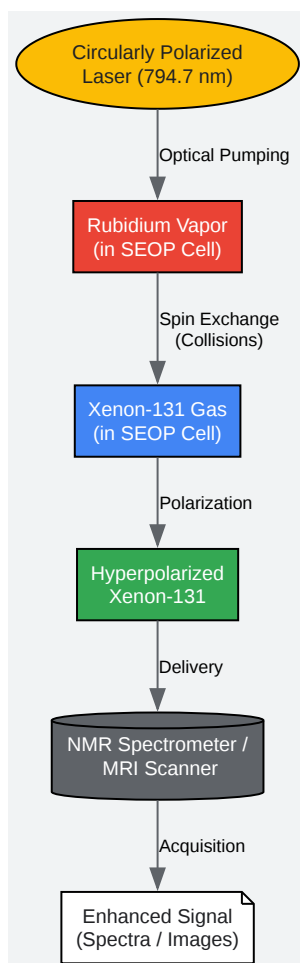 Circularly Polarized
Laser (794.7 nm)
Optical Pumping
Rubidium Vapor
(in SEOP Cell)
Spin Exchange
(Collisions)
Xenon-131 Gas
(in SEOP Cell)
Polarization
Hyperpolarized
Xenon-131
Delivery
NMR Spectrometer /
MRI Scanner
Acquisition
Enhanced Signal
(Spectra / Images)